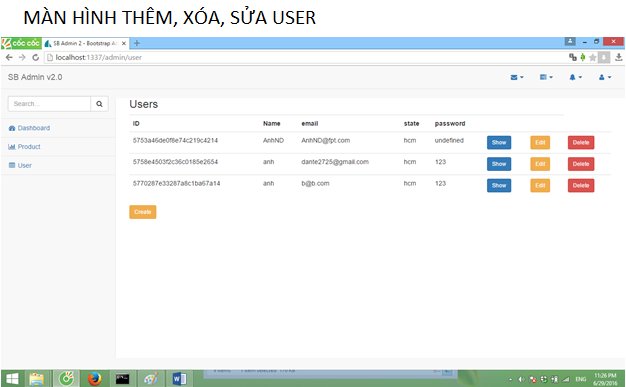 MÀN HÌNH THÊM, XÓA, SỬA USER
CỐC CỐC SB Admin 2 - Bootstrap A
localhost:1337/admin/user
SB Admin v2.0
Search...
Users
ID Name email state password
5753a46de0f8e74c219c4214 AnhND AnhND@fpt.com hcm undefined Show Edit Delete
Dashboard
Product
5758e4503f2c36c0185e2654 anh dante2725@gmail.com hcm 123 Show Edit Delete
User
5770287e33287a8c1ba67a14 anh b@b.com hcm 123 Show Edit Delete
Create
ENG
11:26 PM
6/29/2016